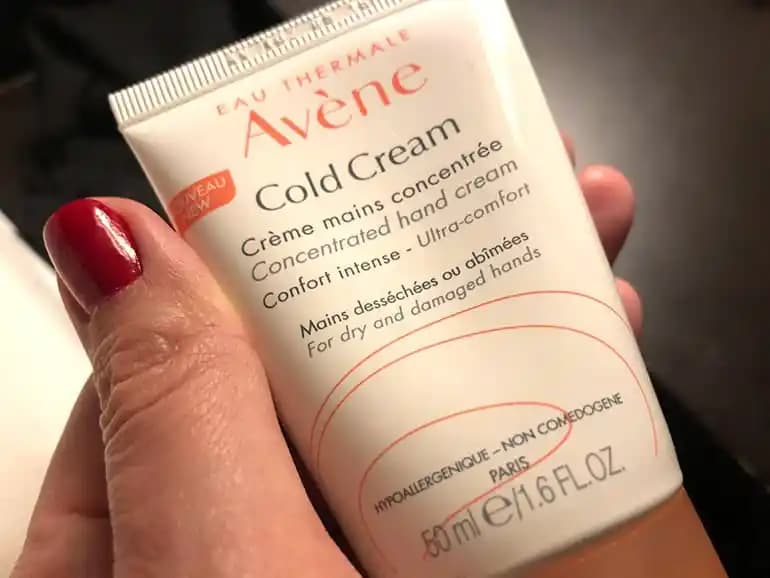 EAU THERMALE
Avène
NEW
Cold Cream
Crème mains concentrée
Concentrated hand cream
Confort intense - Ultra-comfort
Mains desséchées ou abîmées
For dry and damaged hands
HYPOALLERGENIQUE – NON COMEDOGENE
PARIS
50 ml e/1.6 FL.OZ.